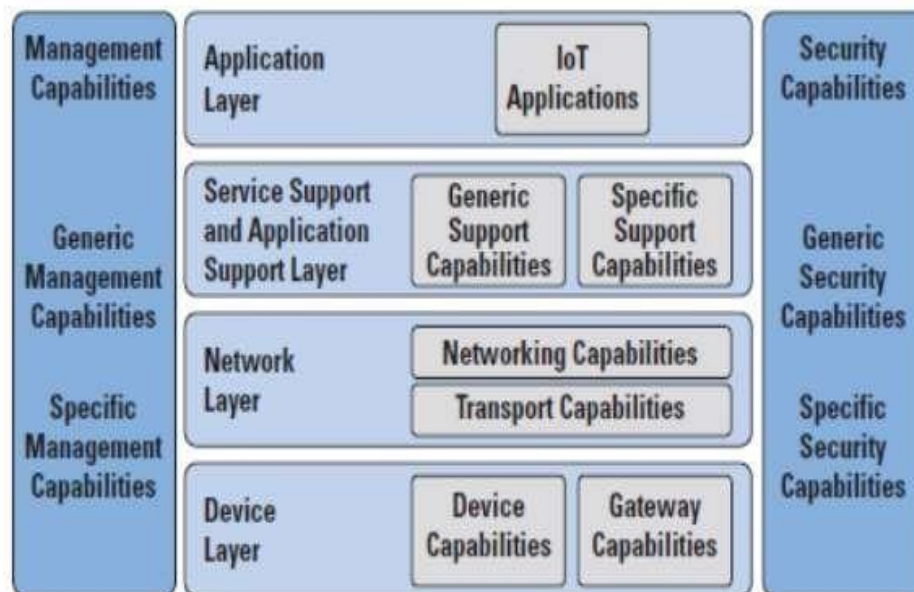 Management
Capabilities
Generic
Management
Capabilities
Specific
Management
Capabilities
Application
Layer
IoT
Applications
Service Support
and Application
Support Layer
Generic
Support
Capabilities
Specific
Support
Capabilities
Network
Layer
Networking Capabilities
Transport Capabilities
Device
Layer
Device
Capabilities
Gateway
Capabilities
Security
Capabilities
Generic
Security
Capabilities
Specific
Security
Capabilities